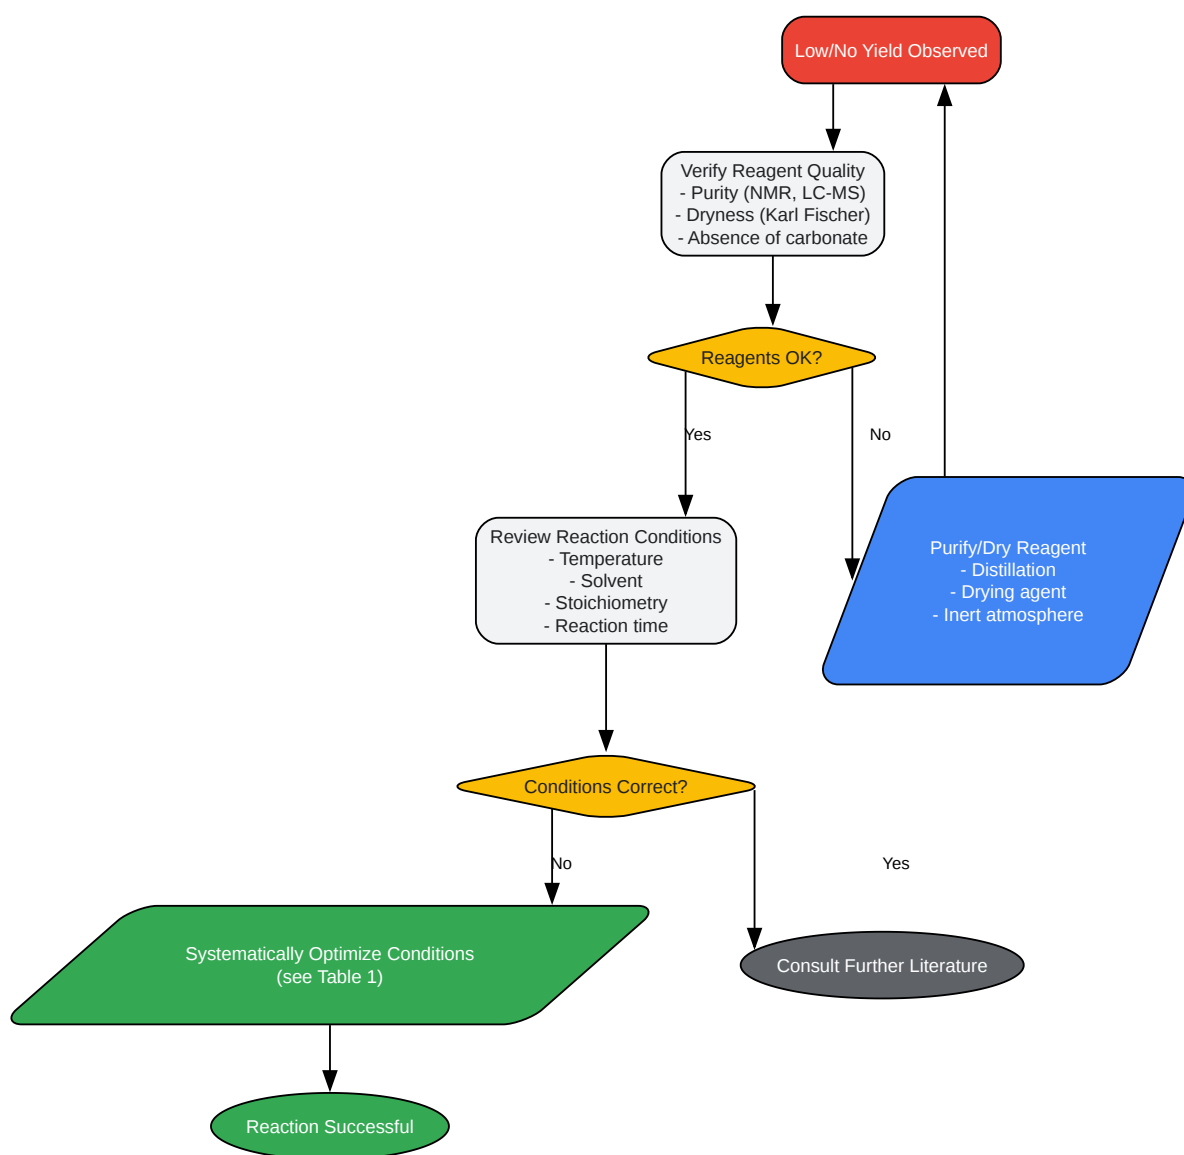 Low/No Yield Observed
Verify Reagent Quality
- Purity (NMR, LC-MS)
- Dryness (Karl Fischer)
- Absence of carbonate
Reagents OK?
Yes
No
Review Reaction Conditions
- Temperature
- Solvent
- Stoichiometry
- Reaction time
Purify/Dry Reagent
- Distillation
- Drying agent
- Inert atmosphere
Conditions Correct?
No
Yes
Systematically Optimize Conditions
(see Table 1)
Consult Further Literature
Reaction Successful